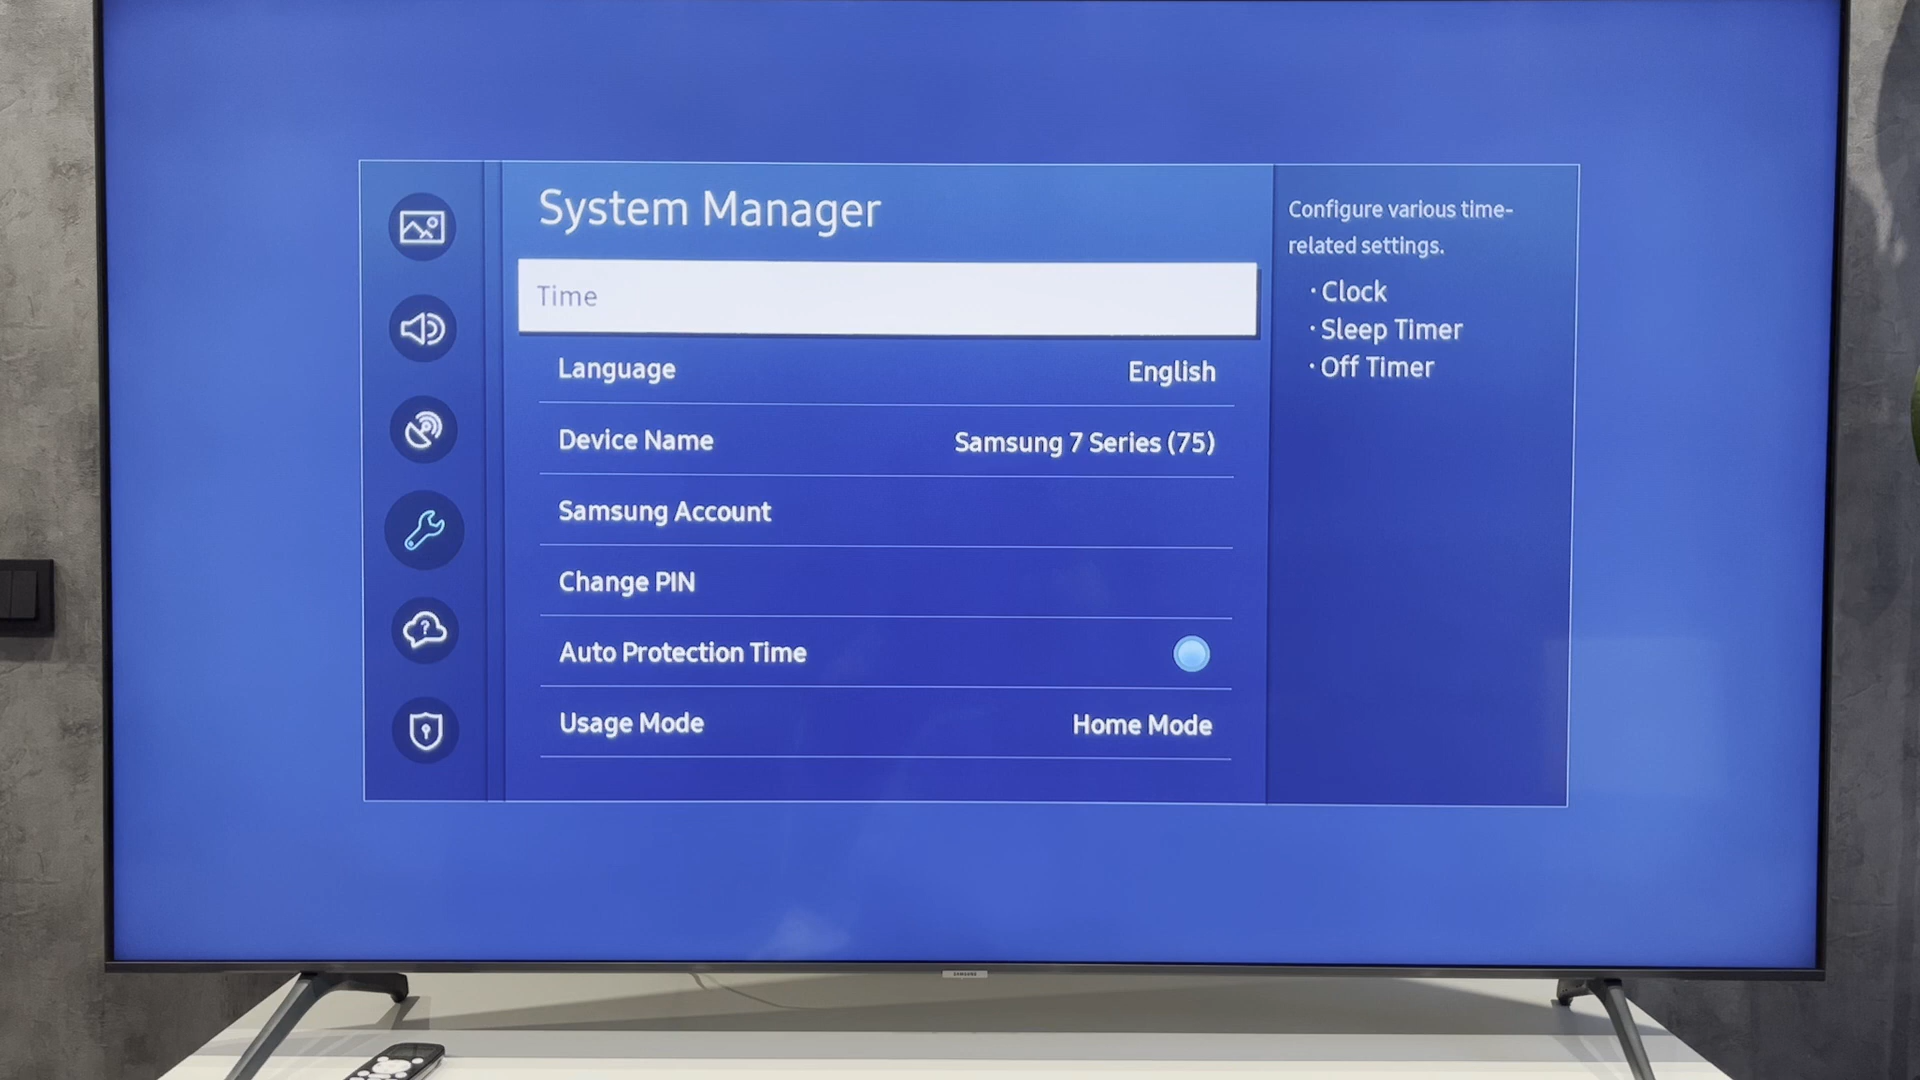 System Manager
Time
Language English
Device Name Samsung 7 Series (75)
Samsung Account
Change PIN
Auto Protection Time
Usage Mode Home Mode
Configure various time-
related settings.
· Clock
· Sleep Timer
· Off Timer
?
SAMSUNG